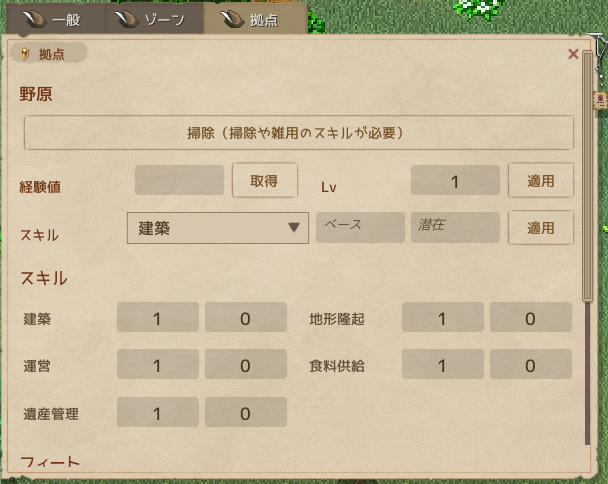 一般 ゾーン 拠点
拠点
野原
掃除（掃除や雑用のスキルが必要）
経験値 取得 Lv 1 適用
スキル 建築 ベース 潜在 適用
スキル
建築 1 0 地形隆起 1 0
運営 1 0 食料供給 1 0
遺産管理 1 0
フィート